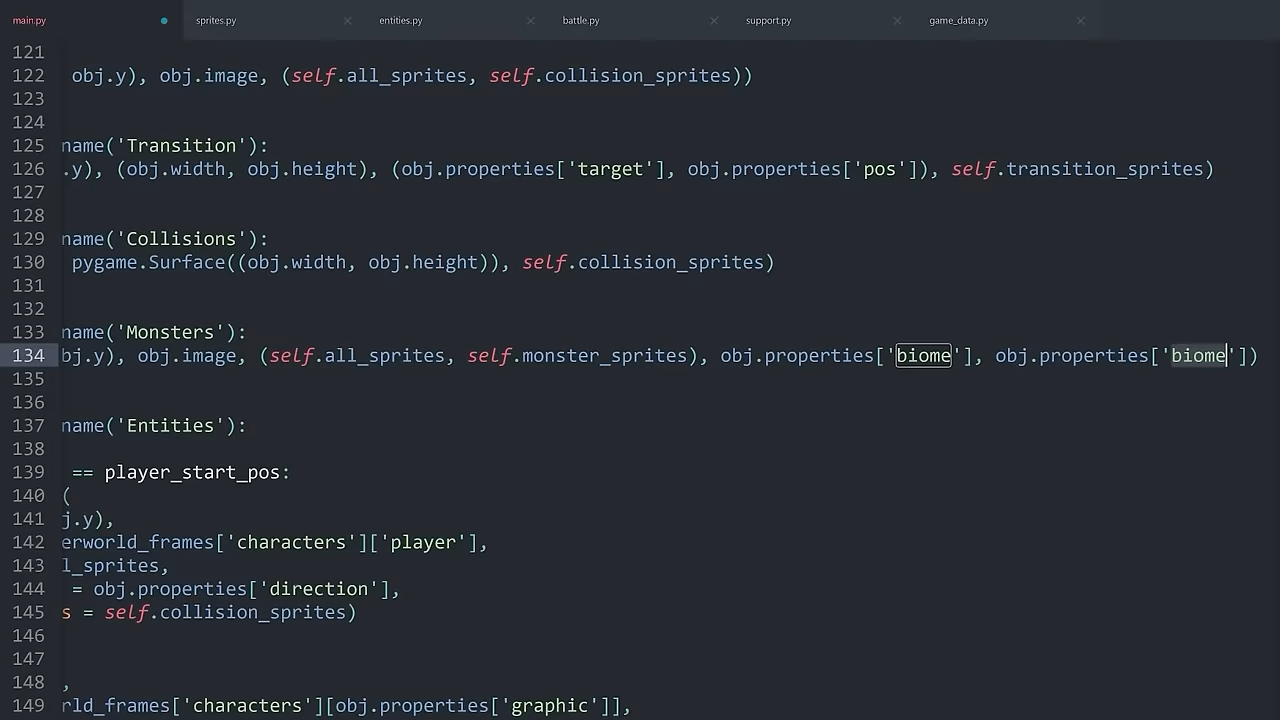 main.py sprites.py entities.py battle.py support.py game_data.py
121
122 obj.y), obj.image, (self.all_sprites, self.collision_sprites))
123
124
125 name('Transition'):
126 .y), (obj.width, obj.height), (obj.properties['target'], obj.properties['pos']), self.transition_sprites)
127
128
129 name('Collisions'):
130 pygame.Surface((obj.width, obj.height)), self.collision_sprites)
131
132
133 name('Monsters'):
134 bj.y), obj.image, (self.all_sprites, self.monster_sprites), obj.properties['biome'], obj.properties['biome'])
135
136
137 name('Entities'):
138
139 == player_start_pos:
140 (
141 j.y),
142 erworld_frames['characters']['player'],
143 l_sprites,
144 = obj.properties['direction'],
145 s = self.collision_sprites)
146
147
148 ,
149 rld_frames['characters'][obj.properties['graphic']],